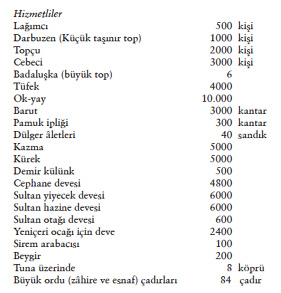 Hizmetliler
Lağımcı 500 kişi
Darbuzen (Küçük taşınır top) 1000 kişi
Topçu 2000 kişi
Cebeci 3000 kişi
Badaluşka (büyük top) 6
Tüfek 4000
Ok-yay 10.000
Barut 3000 kantar
Pamuk ipliği 300 kantar
Dülger âletleri 40 sandık
Kazma 5000
Kürek 5000
Demir külünk 500
Cephane devesi 4800
Sultan yiyecek devesi 6000
Sultan hazine devesi 6000
Sultan otağı devesi 600
Yeniçeri ocağı için deve 2400
Sirem arabacısı 100
Beygir 200
Tuna üzerinde 8 köprü
Büyük ordu (zâhire ve esnaf) çadırları 84 çadır